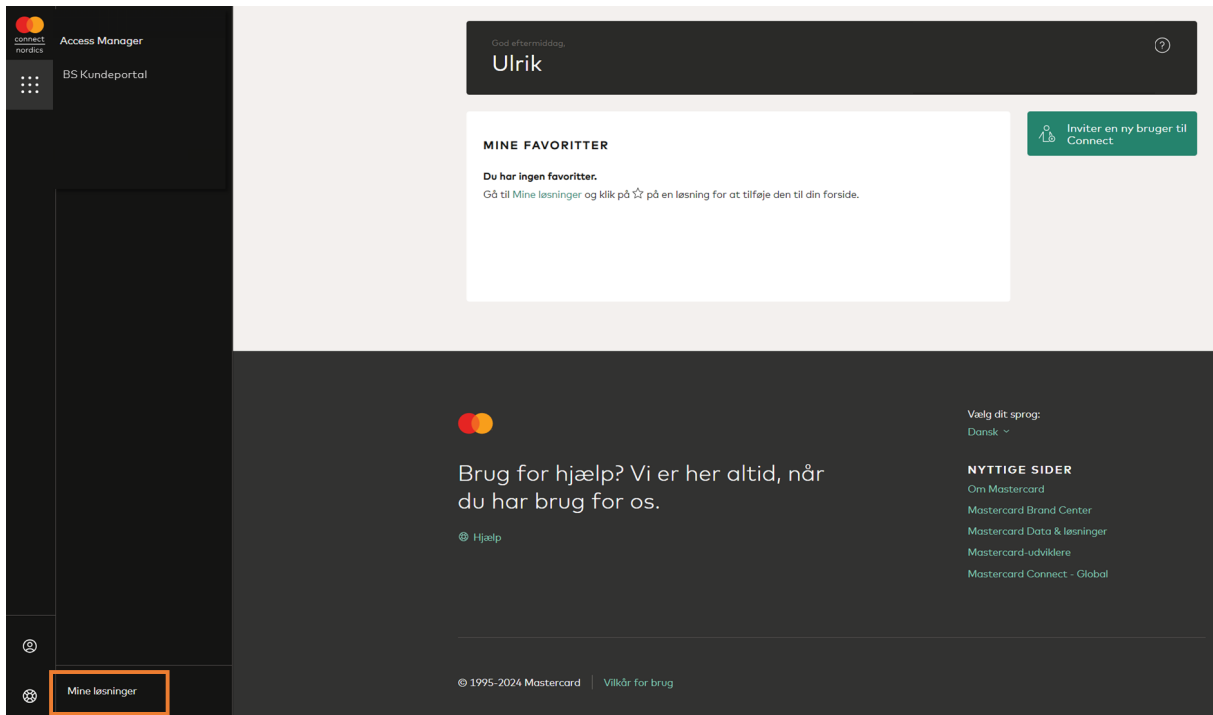 connect
nordics
Access Manager
BS Kundeportal
God eftermiddag,
Ulrik
MINE FAVORITTER
Du har ingen favoritter.
Gå til Mine løsninger og klik på på en løsning for at tilføje den til din forside.
Inviter en ny bruger til
Connect
Brug for hjælp? Vi er her altid, når
du har brug for os.
Hjælp
Vælg dit sprog:
Dansk
NYTTIGE SIDER
Om Mastercard
Mastercard Brand Center
Mastercard Data & løsninger
Mastercard-udviklere
Mastercard Connect - Global
Mine løsninger
© 1995-2024 Mastercard
Vilkår for brug